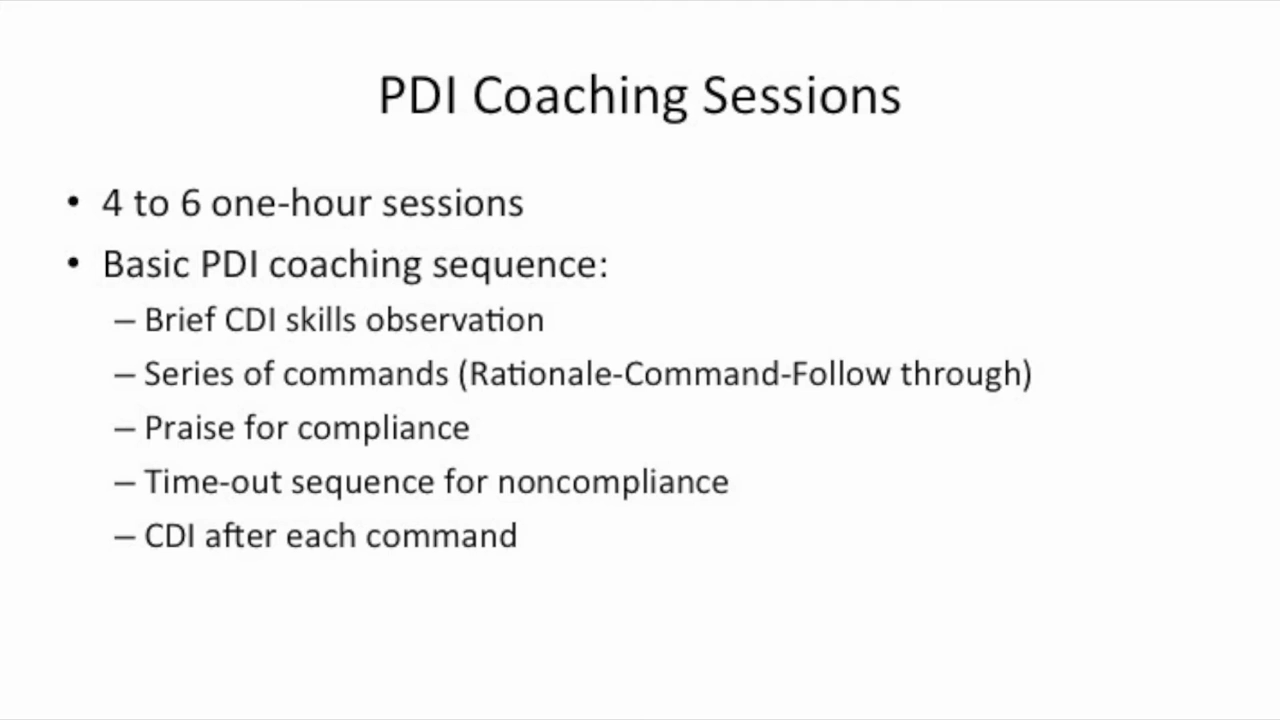 PDI Coaching Sessions
• 4 to 6 one-hour sessions
• Basic PDI coaching sequence:
– Brief CDI skills observation
– Series of commands (Rationale-Command-Follow through)
– Praise for compliance
– Time-out sequence for noncompliance
– CDI after each command